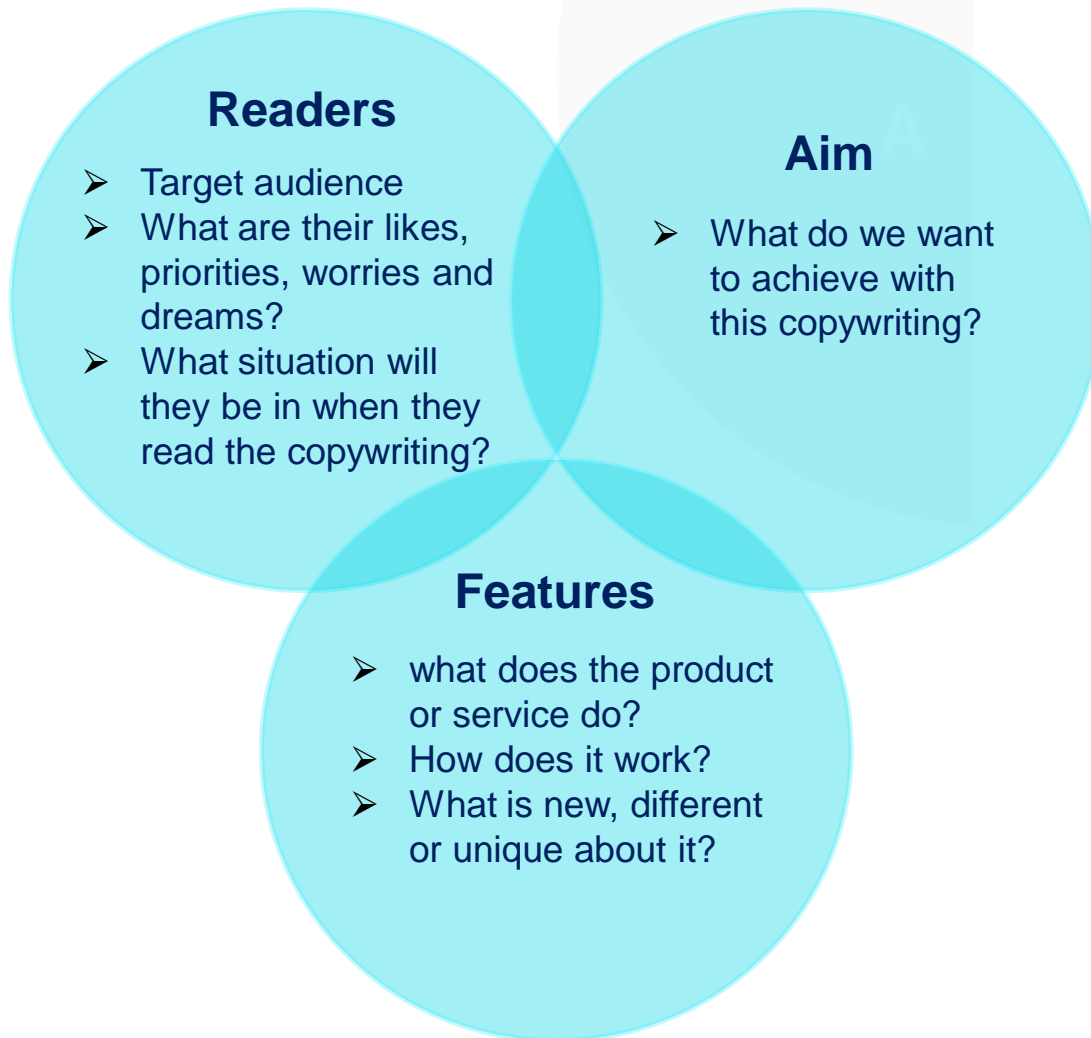 Readers
➢ Target audience
➢ What are their likes,
priorities, worries and
dreams?
➢ What situation will
they be in when they
read the copywriting?
A
Aim
➢ What do we want
to achieve with
this copywriting?
Features
➢ what does the product
or service do?
➢ How does it work?
➢ What is new, different
or unique about it?